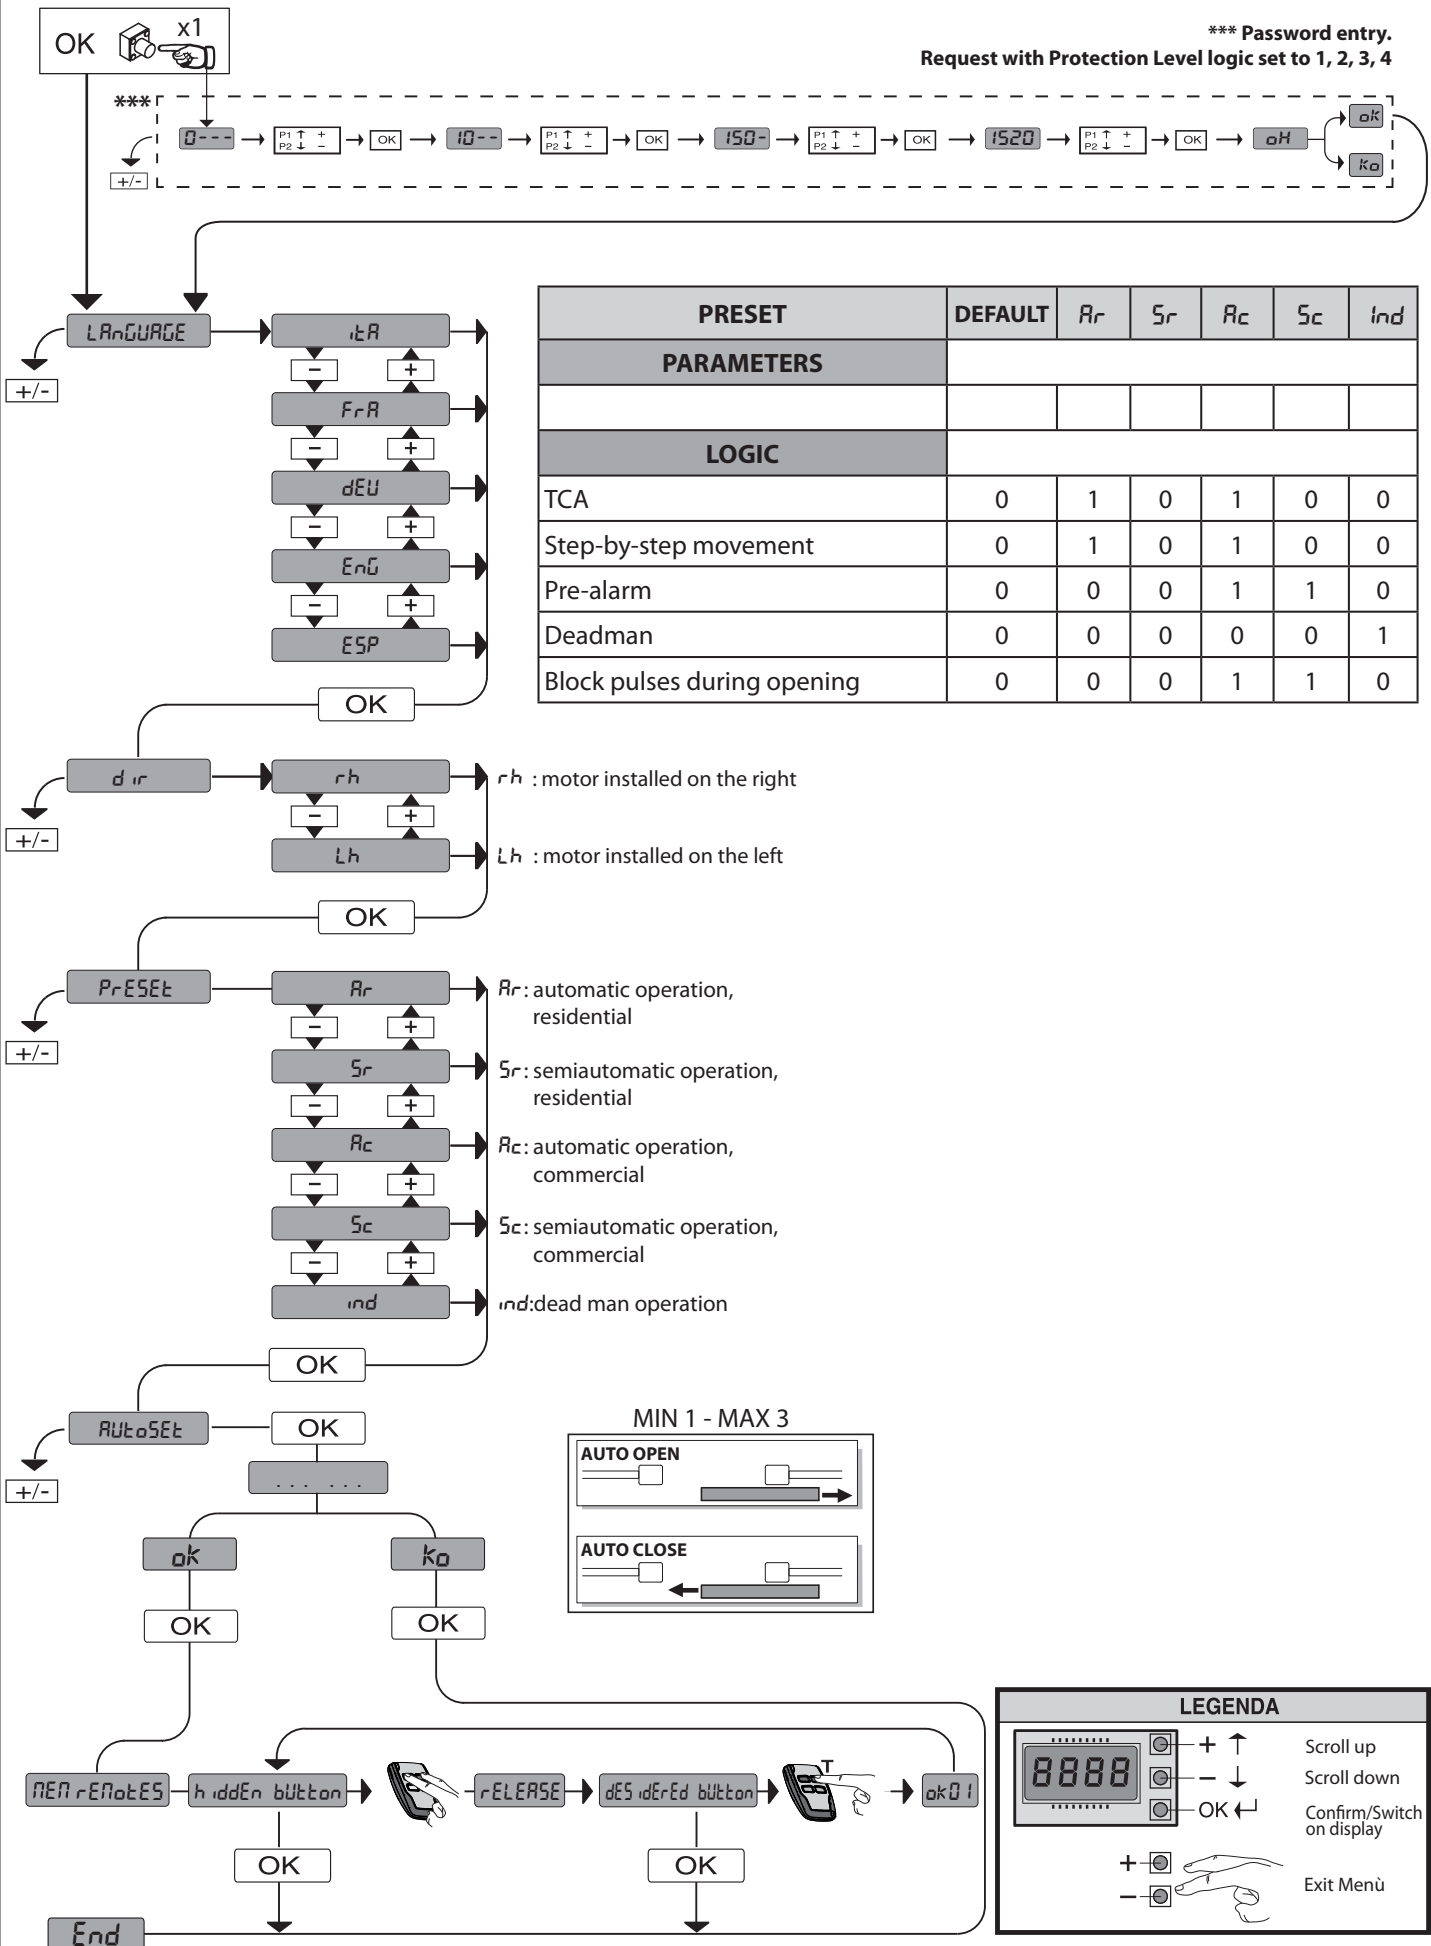 OK x1
*** Password entry.
Request with Protection Level logic set to 1, 2, 3, 4
***
0--- P1 ↑ + P2 ↓ - OK 10-- P1 ↑ + P2 ↓ - OK 150- P1 ↑ + P2 ↓ - OK 1520 P1 ↑ + P2 ↓ - OK oH ok
ko
+/-
LAnGUAGE
+/-
itA
- +
FrA
- +
dEU
- +
EnG
- +
ESP
OK
PRESET DEFAULT Ar Sr Ac Sc Ind
PARAMETERS
LOGIC
TCA 0 1 0 1 0 0
Step-by-step movement 0 1 0 1 0 0
Pre-alarm 0 0 0 1 1 0
Deadman 0 0 0 0 0 1
Block pulses during opening 0 0 0 1 1 0
dir
+/-
rh
- +
Lh
rh : motor installed on the right
Lh : motor installed on the left
OK
PrESEt
+/-
Ar
- +
Sr
- +
Ac
- +
Sc
- +
ind
Ar: automatic operation,
residential
Sr: semiautomatic operation,
residential
Ac: automatic operation,
commercial
Sc: semiautomatic operation,
commercial
ind:dead man operation
OK
AUtoSEt OK
+/-
... ...
ok ko
OK OK
MIN 1 - MAX 3
AUTO OPEN
AUTO CLOSE
MEM rEMotES hiddEn bUtton rELEASE dESidErEd bUtton T ok01
OK OK
End
LEGENDA
8888
+ ↑ Scroll up
- ↓ Scroll down
OK ↵ Confirm/Switch
on display
+
-
Exit Menù